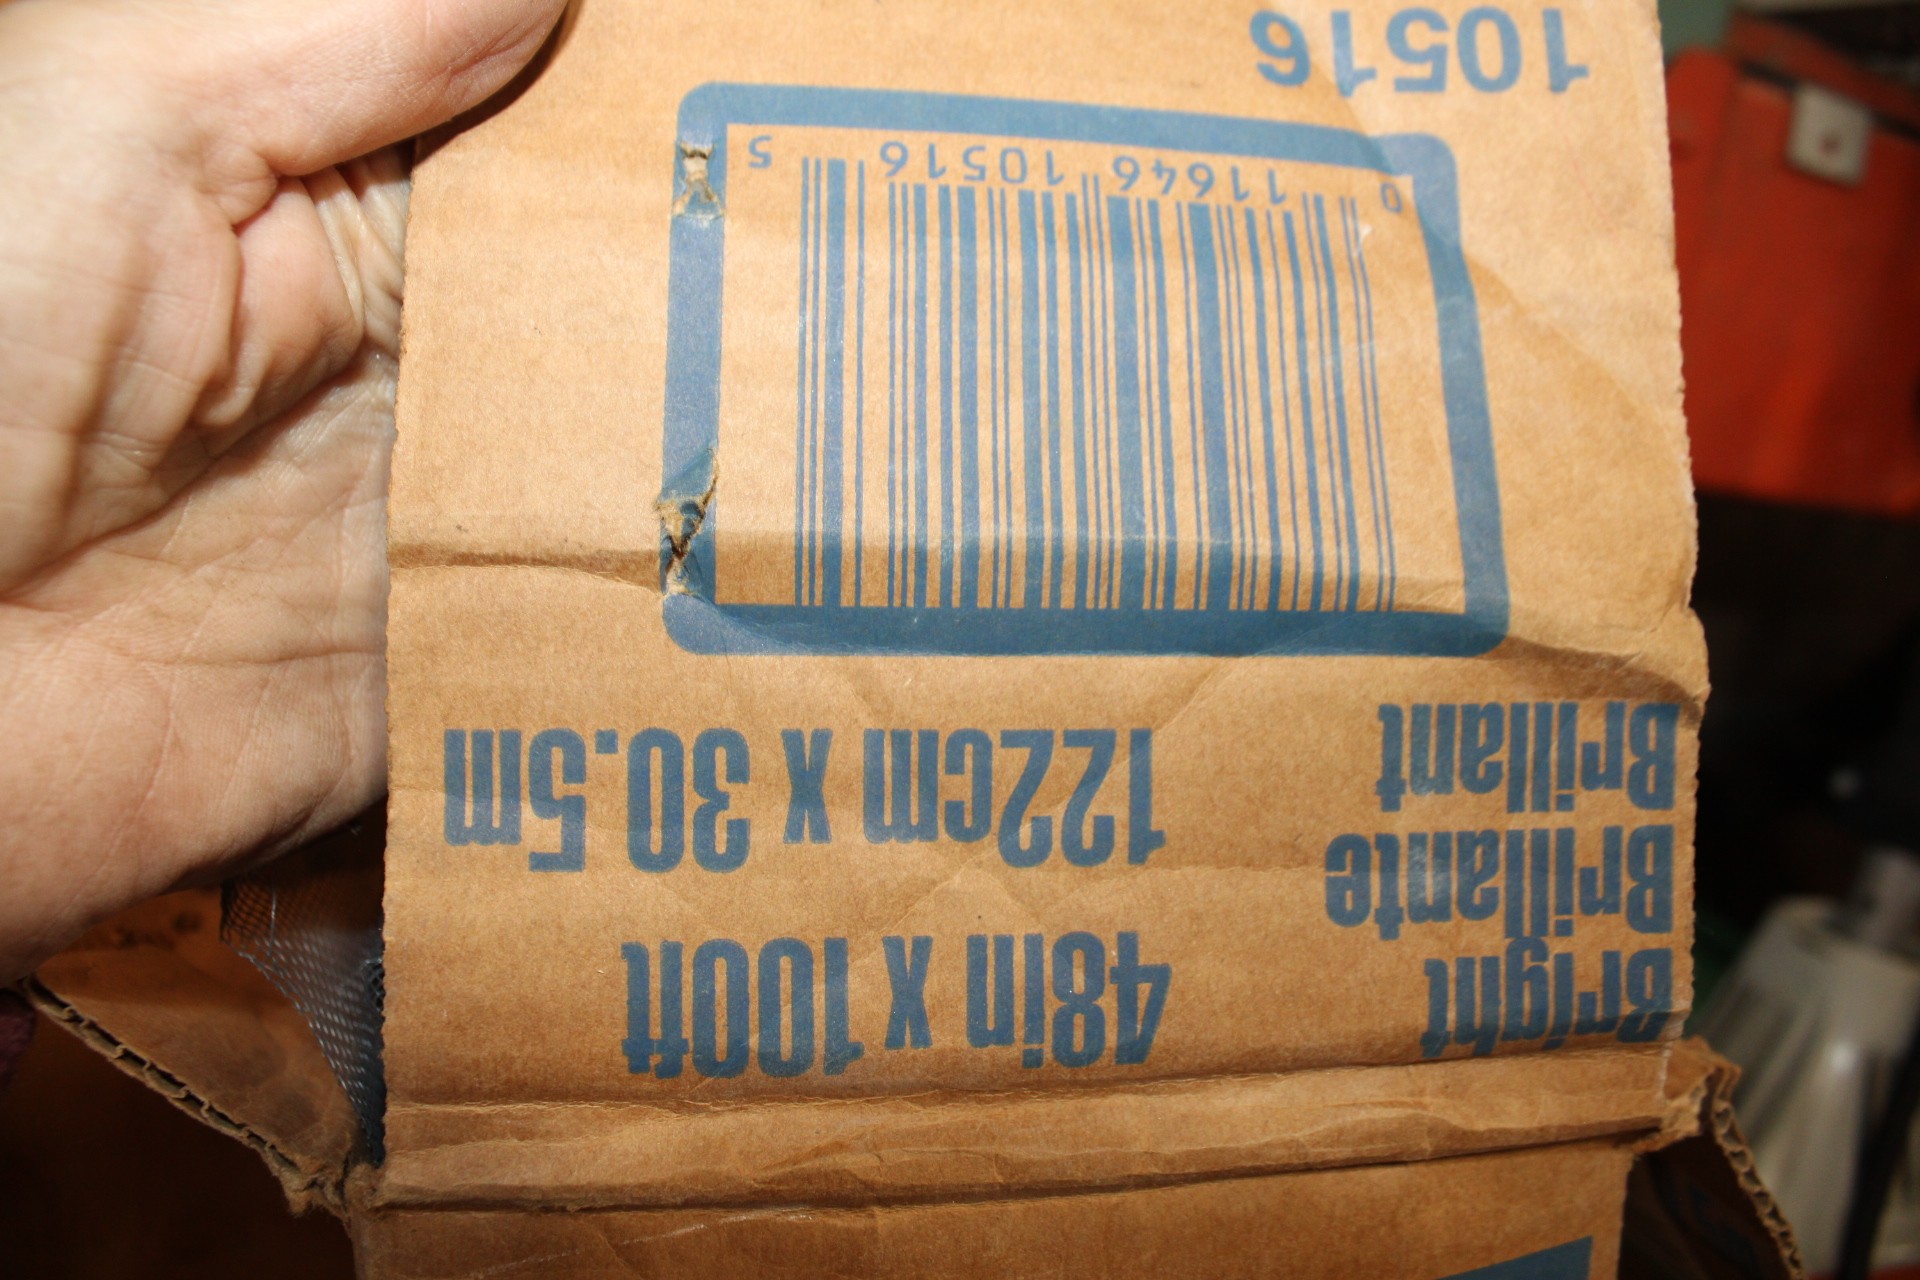 Bright
Brillante
Brillant
48in x 100ft
122cm x 30.5m
0 11646 10516 5
10516